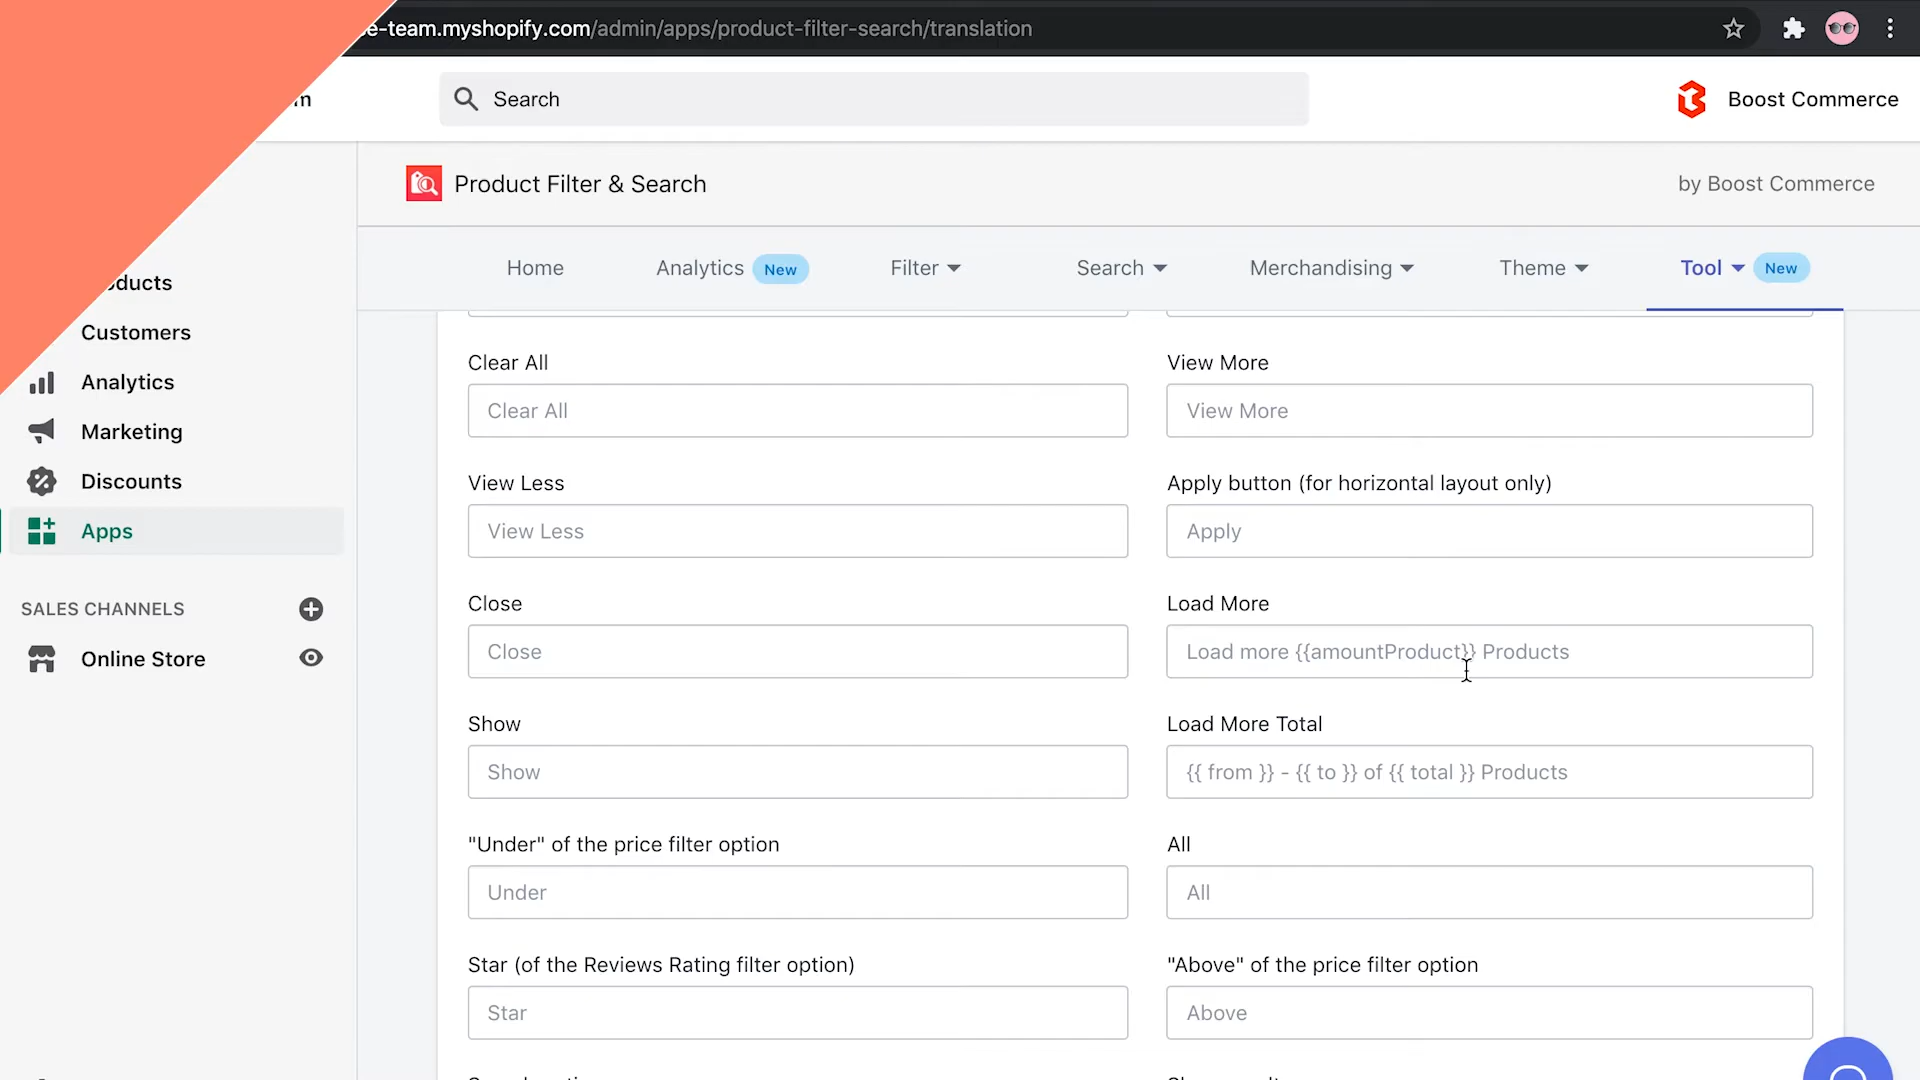 e-team.myshopify.com/admin/apps/product-filter-search/translation
Search
Boost Commerce
Product Filter & Search
by Boost Commerce
Home
Analytics New
Filter
Search
Merchandising
Theme
Tool New
Customers
Analytics
Marketing
Discounts
Apps
SALES CHANNELS
Online Store
Clear All
Clear All
View More
View More
View Less
View Less
Apply button (for horizontal layout only)
Apply
Close
Close
Load More
Load more {{amountProduct}} Products
Show
Show
Load More Total
{{ from }} - {{ to }} of {{ total }} Products
"Under" of the price filter option
Under
All
All
Star (of the Reviews Rating filter option)
Star
"Above" of the price filter option
Above